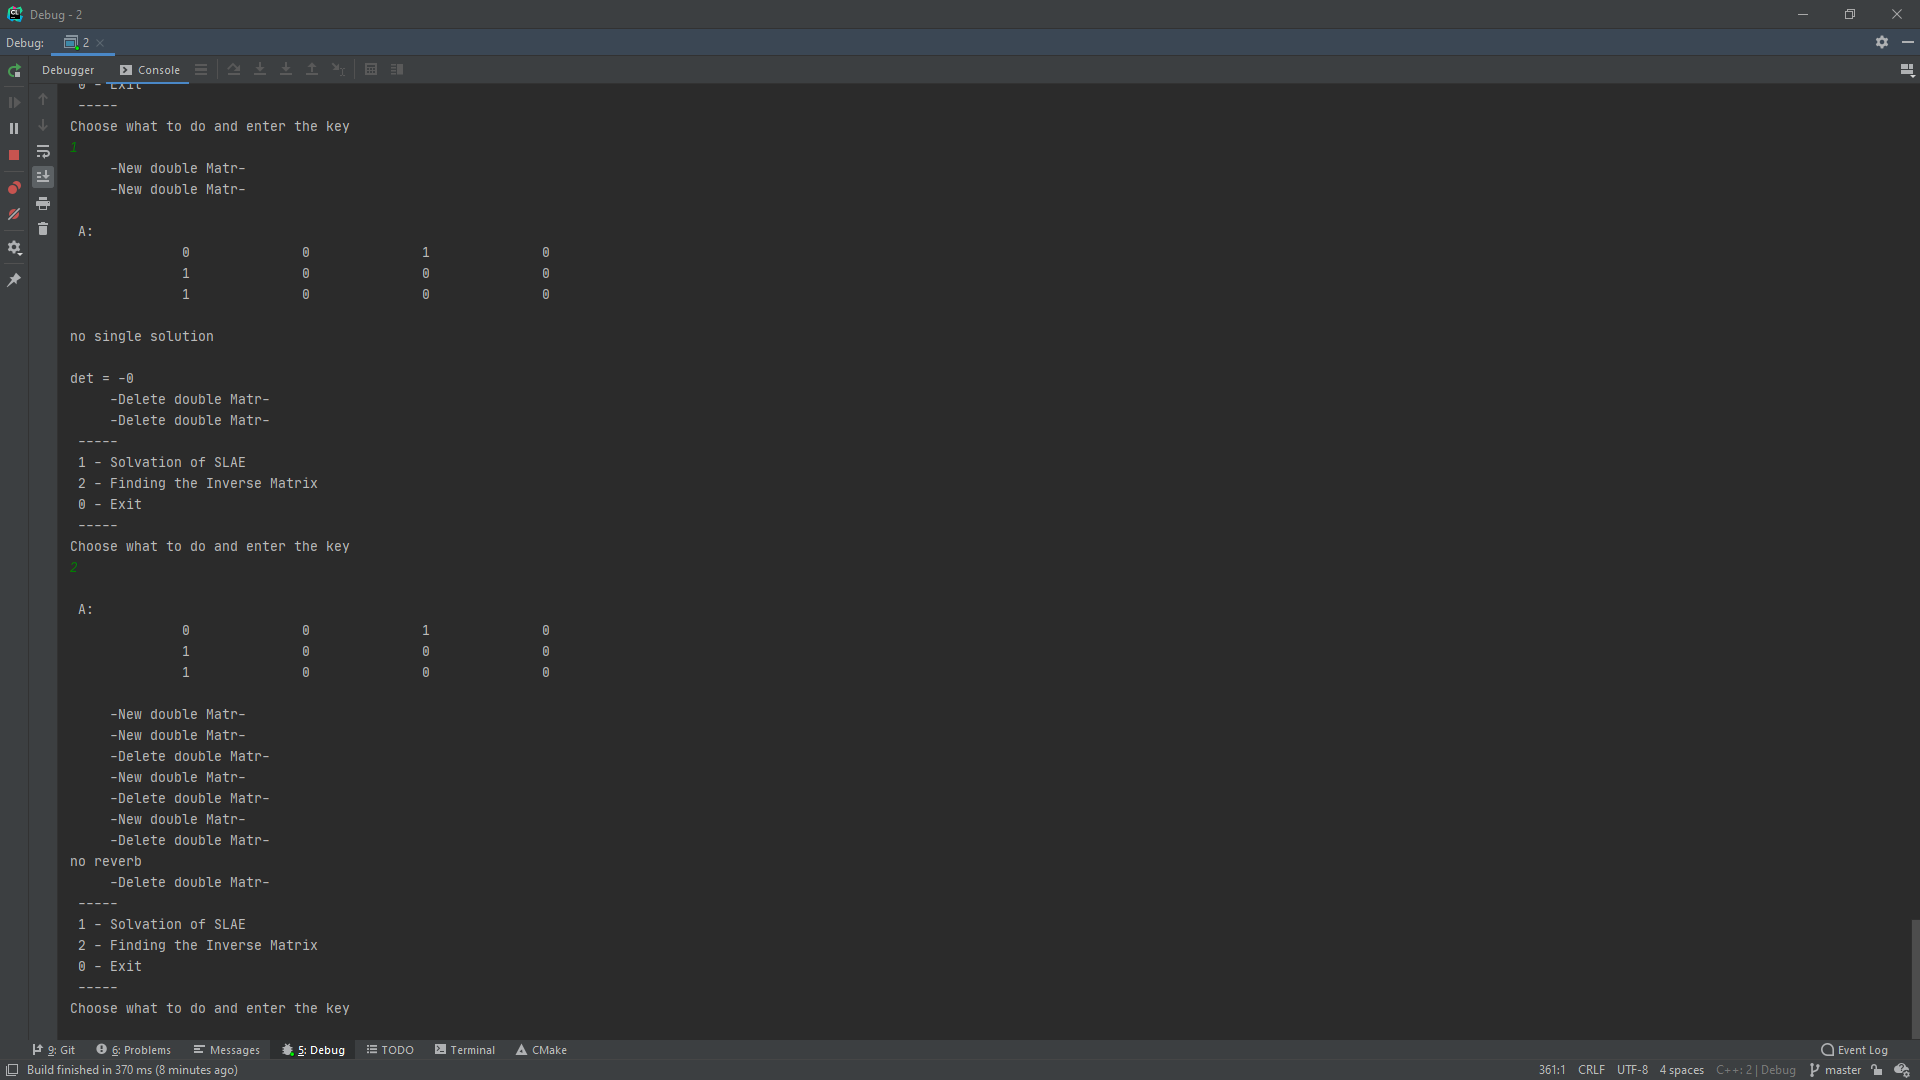 Debug - 2
Debug: 2
Debugger Console
0 - Exit
-----
Choose what to do and enter the key
1
-New double Matr-
-New double Matr-
A:
0 0 1 0
1 0 0 0
1 0 0 0
no single solution
det = -0
-Delete double Matr-
-Delete double Matr-
-----
1 - Solvation of SLAE
2 - Finding the Inverse Matrix
0 - Exit
-----
Choose what to do and enter the key
2
A:
0 0 1 0
1 0 0 0
1 0 0 0
-New double Matr-
-New double Matr-
-Delete double Matr-
-New double Matr-
-Delete double Matr-
-New double Matr-
-Delete double Matr-
no reverb
-Delete double Matr-
-----
1 - Solvation of SLAE
2 - Finding the Inverse Matrix
0 - Exit
-----
Choose what to do and enter the key
9: Git 6: Problems Messages 5: Debug TODO Terminal CMake Event Log
Build finished in 370 ms (8 minutes ago) 361:1 CRLF UTF-8 4 spaces C++: 2 | Debug master